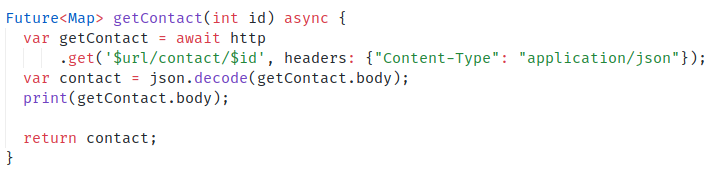 Future<Map> getContact(int id) async {
  var getContact = await http
      .get('$url/contact/$id', headers: {"Content-Type": "application/json"});
  var contact = json.decode(getContact.body);
  print(getContact.body);

  return contact;
}